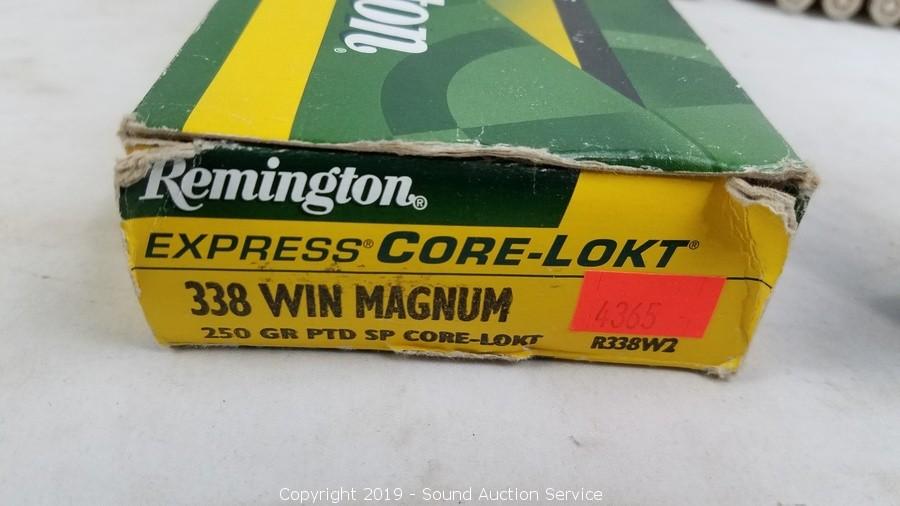 ton®
Remington®
EXPRESS® CORE-LOKT®
338 WIN MAGNUM
4365
250 GR PTD SP CORE-LOKT R338W2
Copyright 2019 - Sound Auction Service